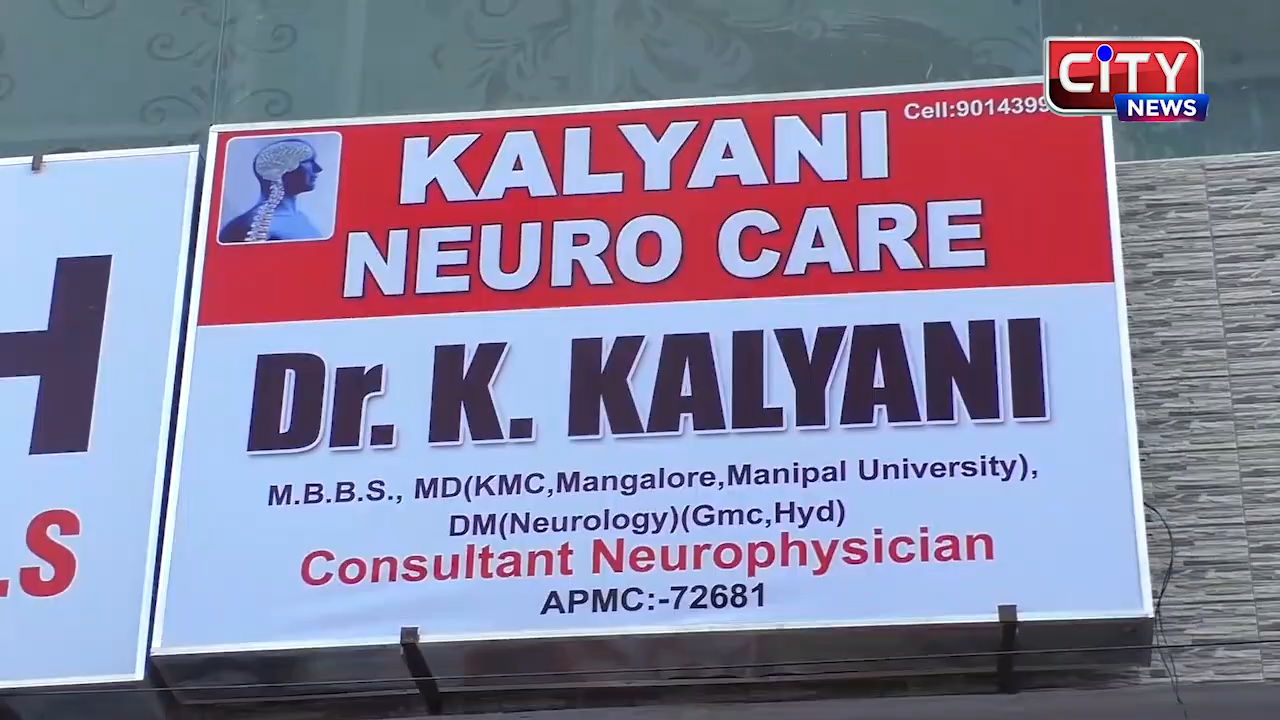 CiTY
NEWS
Cell:9014399
KALYANI
NEURO CARE
Dr. K. KALYANI
M.B.B.S., MD(KMC,Mangalore,Manipal University),
DM(Neurology)(Gmc,Hyd)
Consultant Neurophysician
APMC:-72681
H
.S